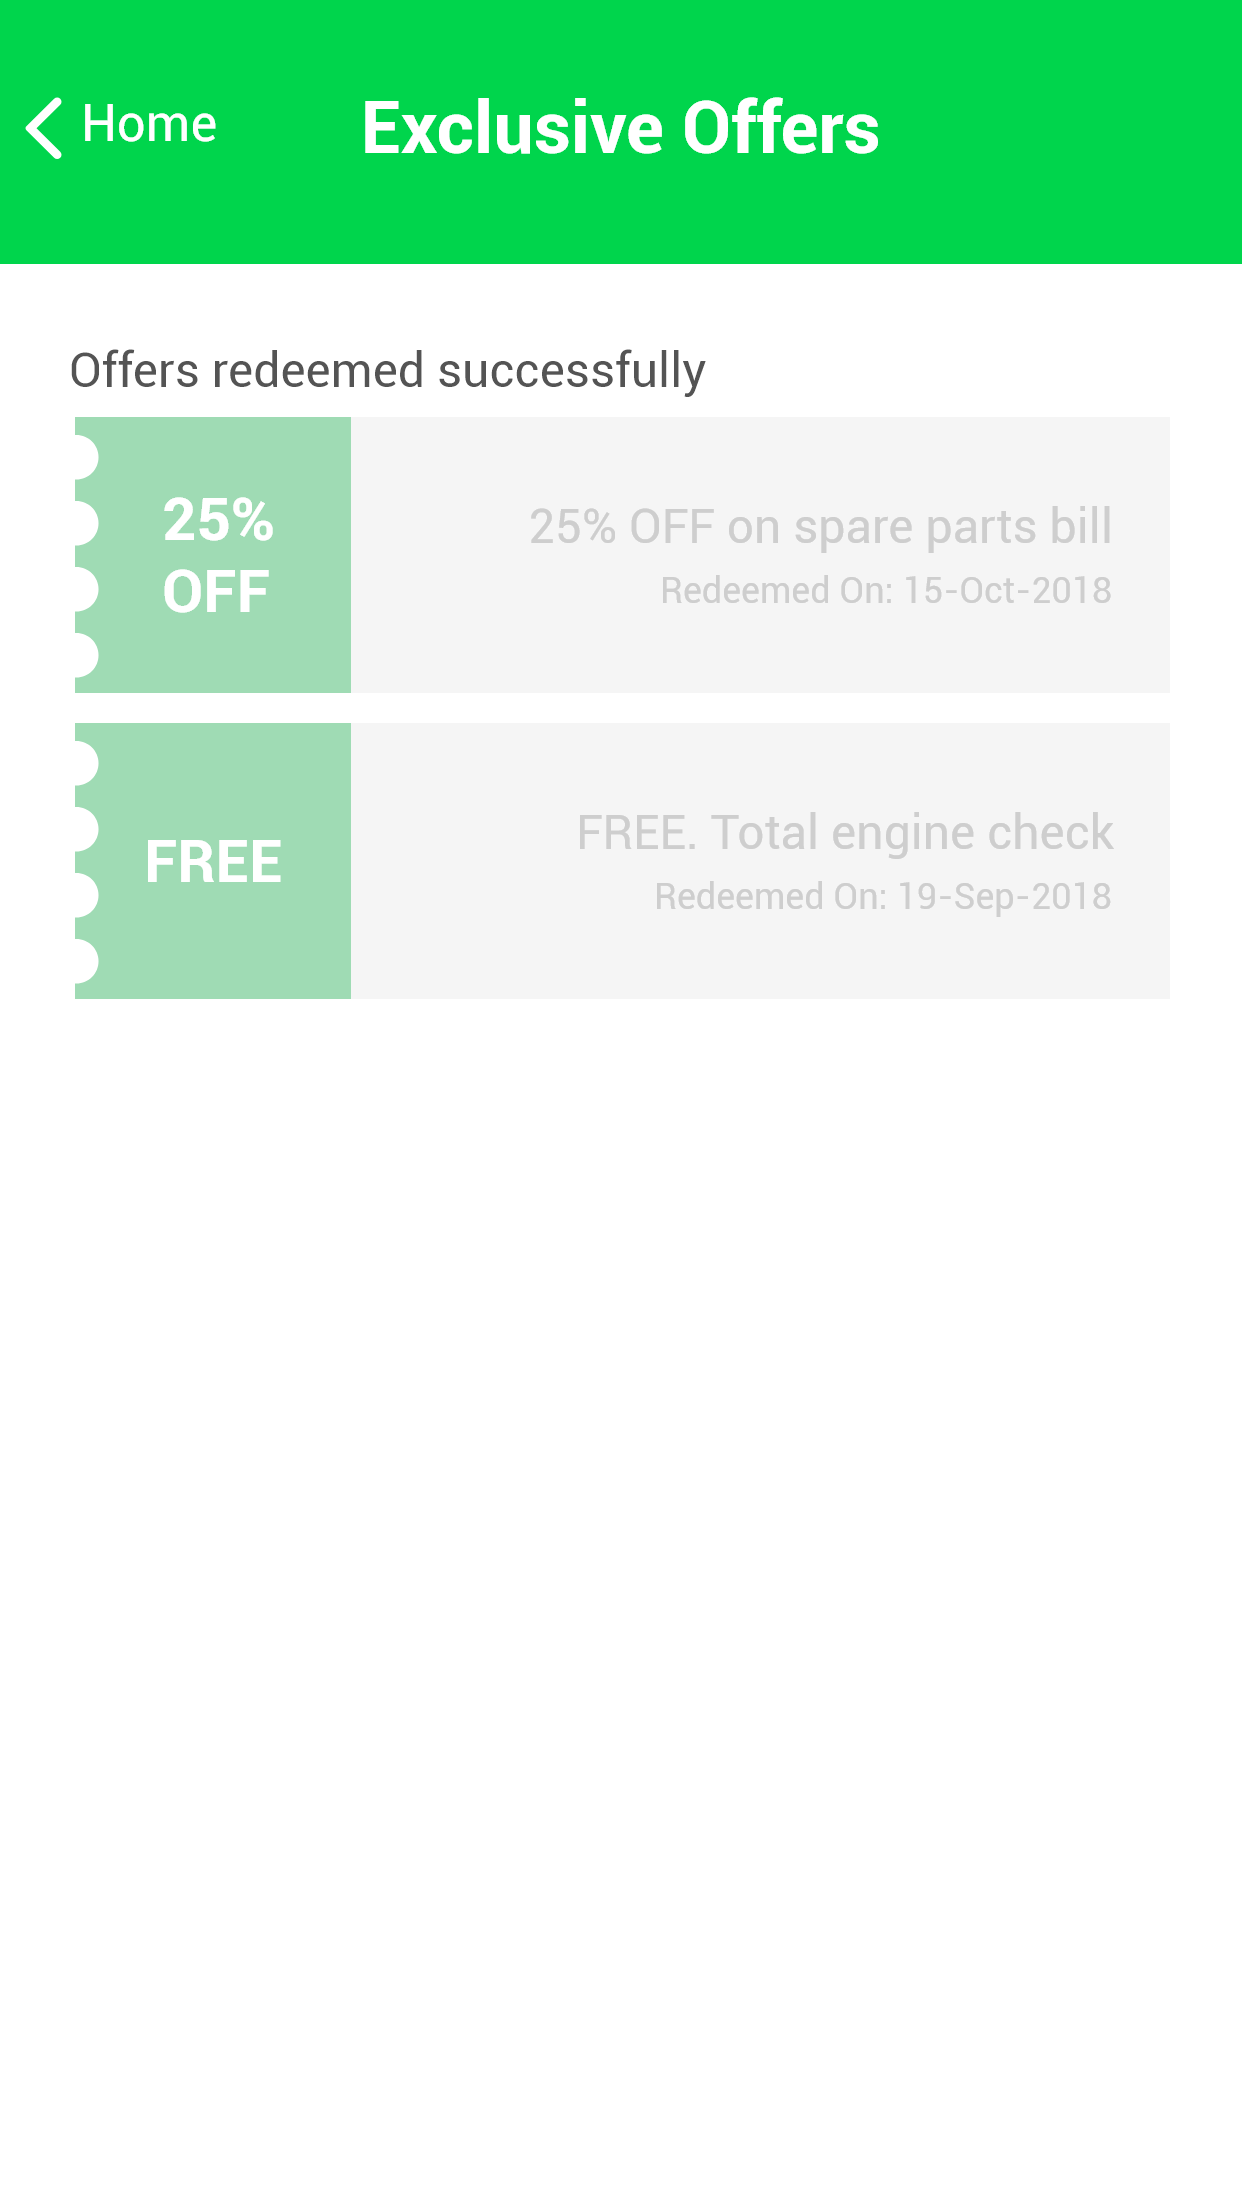 Home
Exclusive Offers
Offers redeemed successfully
25%
OFF
25% OFF on spare parts bill
Redeemed On: 15-Oct-2018
FREE
FREE. Total engine check
Redeemed On: 19-Sep-2018